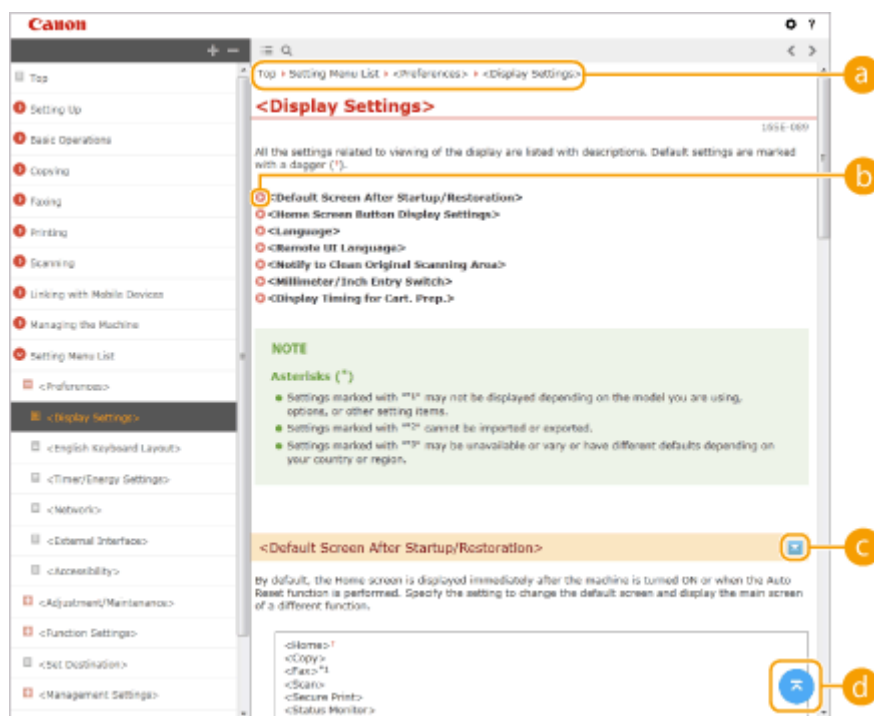 Canon
?
+ −
< >
Top
Setting Up
Basic Operations
Copying
Faxing
Printing
Scanning
Linking with Mobile Devices
Managing the Machine
Setting Menu List
<Preferences>
<Display Settings>
<English Keyboard Layout>
<Timer/Energy Settings>
<Network>
<External Interface>
<Accessibility>
<Adjustment/Maintenance>
<Function Settings>
<Set Destination>
<Management Settings>
Top ▸ Setting Menu List ▸ <Preferences> ▸ <Display Settings>
a
<Display Settings>
165E-089
All the settings related to viewing of the display are listed with descriptions. Default settings are marked
with a dagger (†).
b
<Default Screen After Startup/Restoration>
<Home Screen Button Display Settings>
<Language>
<Remote UI Language>
<Notify to Clean Original Scanning Area>
<Millimeter/Inch Entry Switch>
<Display Timing for Cart. Prep.>
NOTE
Asterisks (*)
Settings marked with "*1" may not be displayed depending on the model you are using,
options, or other setting items.
Settings marked with "*2" cannot be imported or exported.
Settings marked with "*3" may be unavailable or vary or have different defaults depending on
your country or region.
<Default Screen After Startup/Restoration>
c
By default, the Home screen is displayed immediately after the machine is turned ON or when the Auto
Reset function is performed. Specify the setting to change the default screen and display the main screen
of a different function.
<Home>†
<Copy>
<Fax>*1
<Scan>
<Secure Print>
<Status Monitor>
d